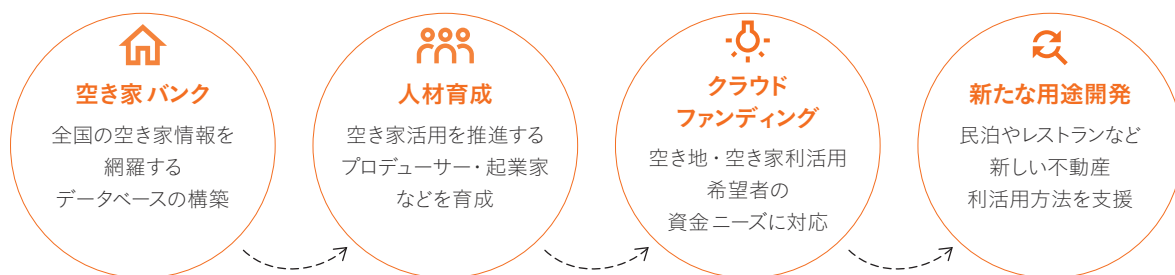 空き家バンク
全国の空き家情報を
網羅する
データベースの構築
人材育成
空き家活用を推進する
プロデューサー・起業家
などを育成
クラウド
ファンディング
空き地・空き家利活用
希望者の
資金ニーズに対応
新たな用途開発
民泊やレストランなど
新しい不動産
利活用方法を支援